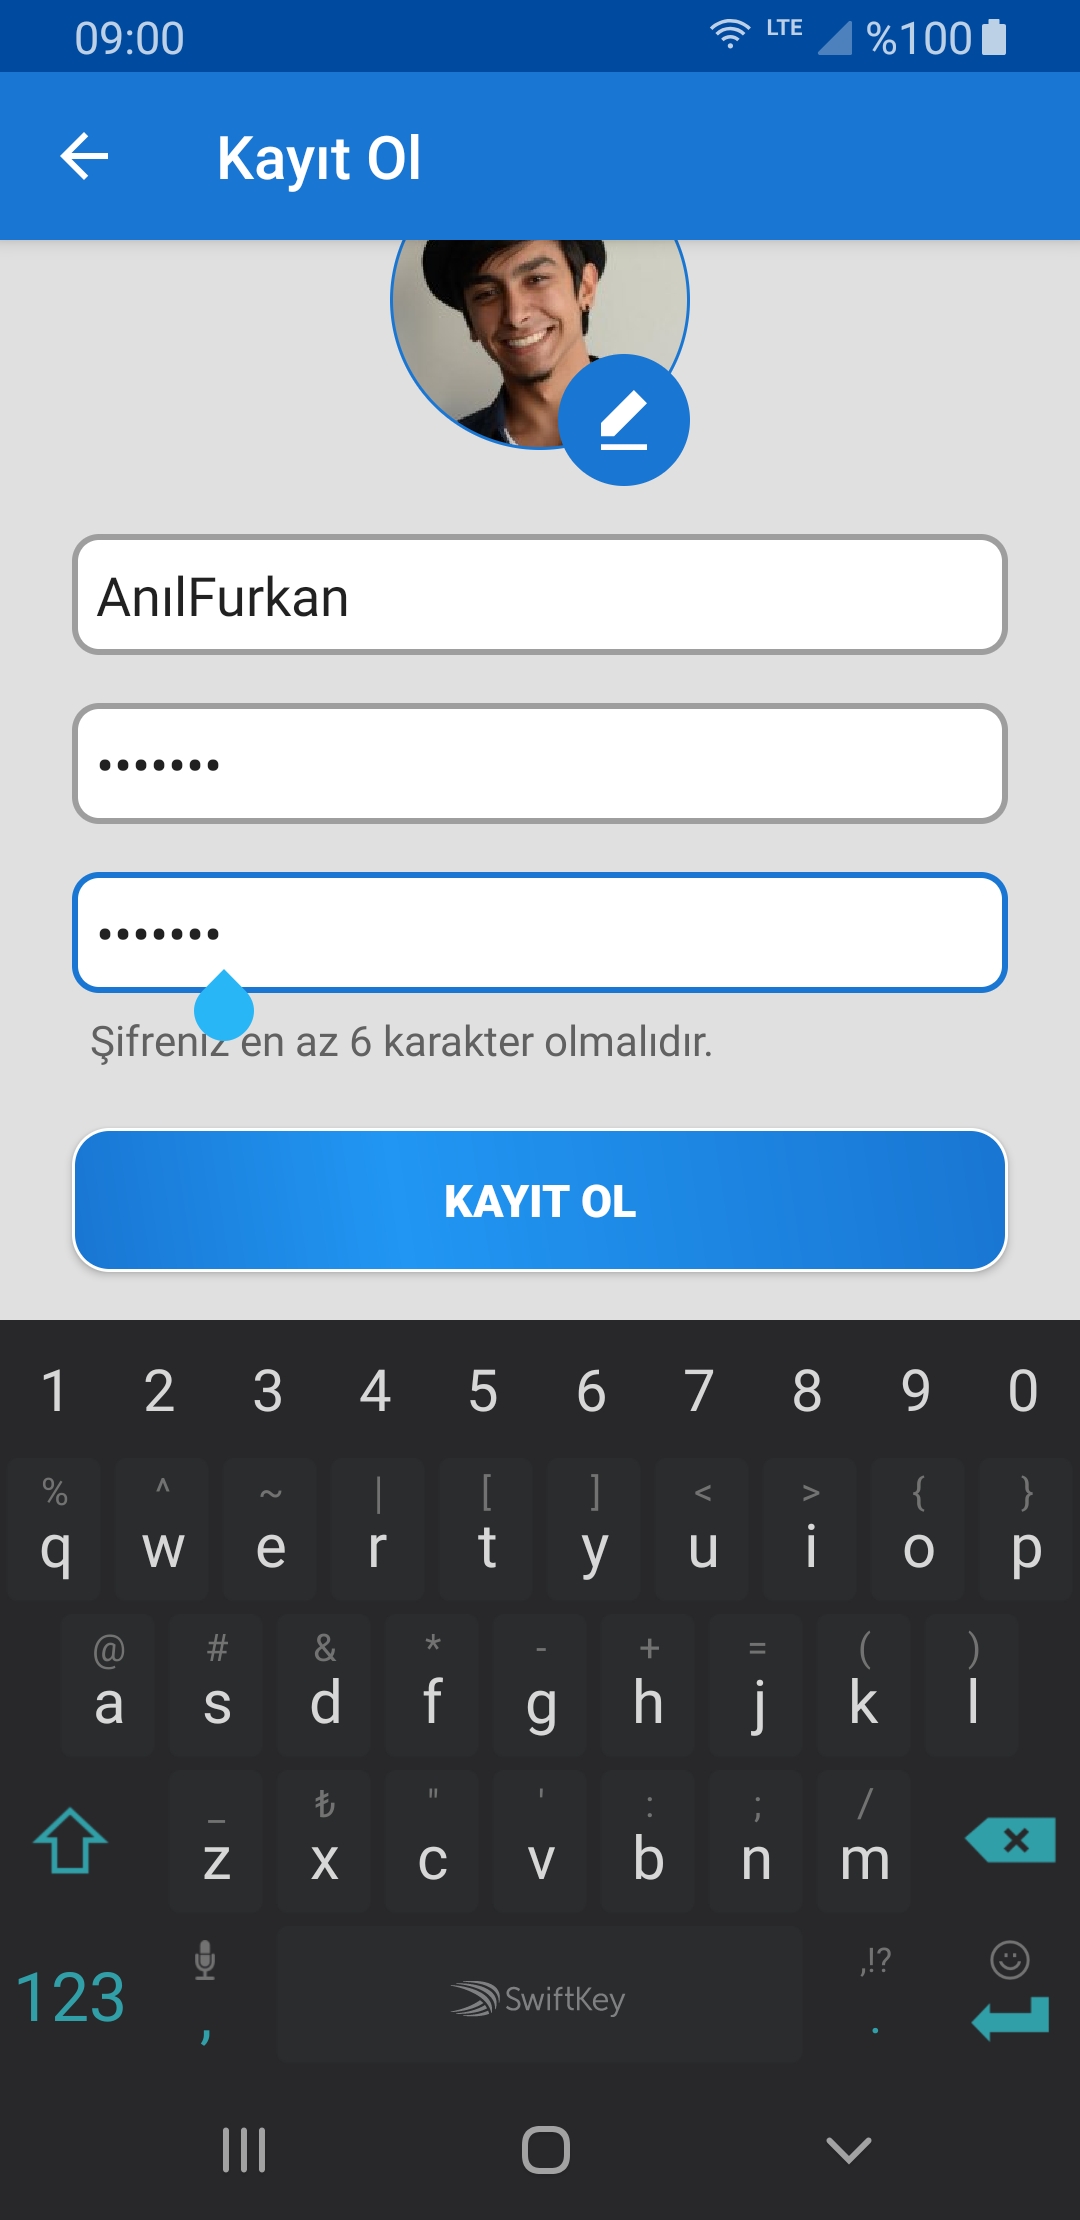 09:00 LTE %100
Kayıt Ol
AnılFurkan
•••••••
•••••••
Şifreniz en az 6 karakter olmalıdır.
KAYIT OL
1 2 3 4 5 6 7 8 9 0
% ^ ~ | [ ] < > { }
q w e r t y u i o p
@ # & * - + = ( )
a s d f g h j k l
_ ₺ " ' : ; /
z x c v b n m
,!?
123 , SwiftKey .